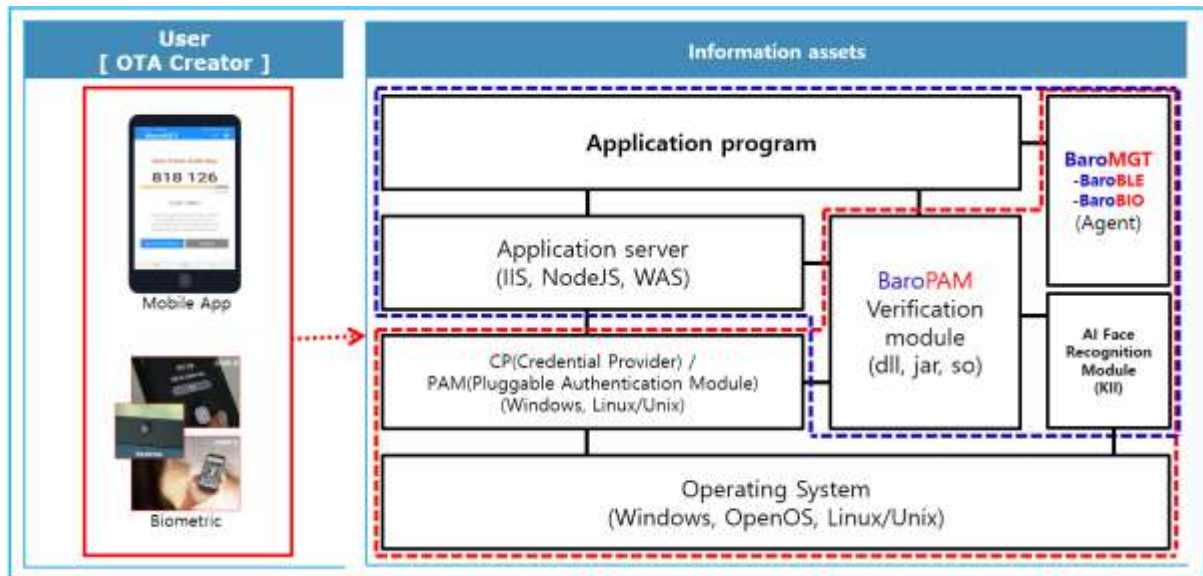 User
[ OTA Creator ]
818 126
Mobile App
Biometric
Information assets
Application program
BaroMGT
-BaroBLE
-BaroBIO
(Agent)
Application server
(IIS, NodeJS, WAS)
BaroPAM
Verification
module
(dll, jar, so)
AI Face
Recognition
Module
(KII)
CP(Credential Provider) /
PAM(Pluggable Authentication Module)
(Windows, Linux/Unix)
Operating System
(Windows, OpenOS, Linux/Unix)